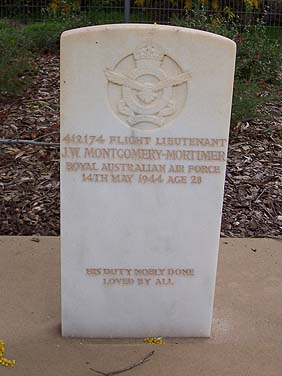 412174 FLIGHT LIEUTENANT
J.W. MONTGOMERY-MORTIMER
ROYAL AUSTRALIAN AIR FORCE
14TH MAY 1944 AGE 28
HIS DUTY NOBLY DONE
LOVED BY ALL